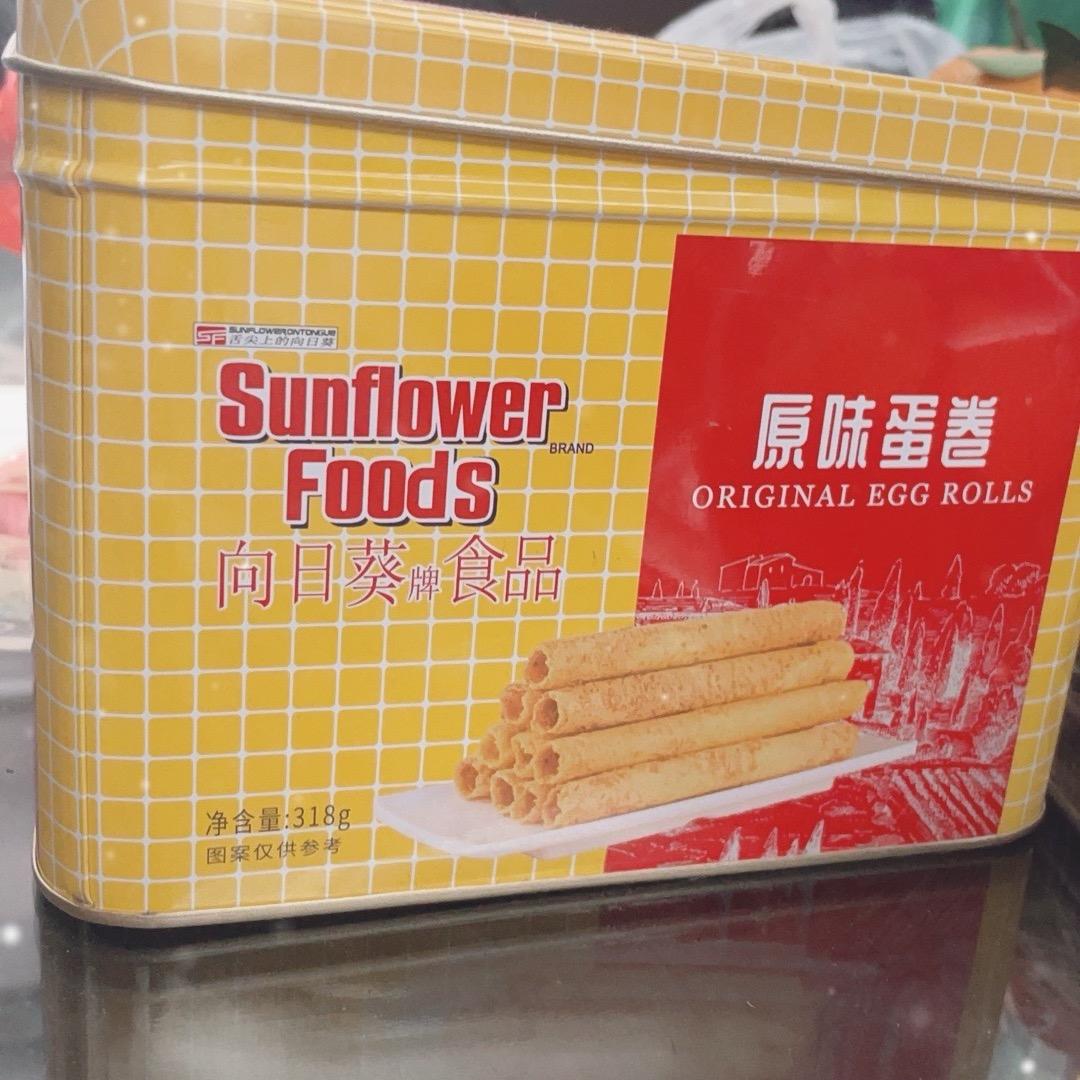 SF
SUNFLOWERONTONGUE
舌尖上的向日葵
Sunflower
BRAND
Foods
向日葵牌食品
原味蛋卷
ORIGINAL EGG ROLLS
净含量:318g
图案仅供参考